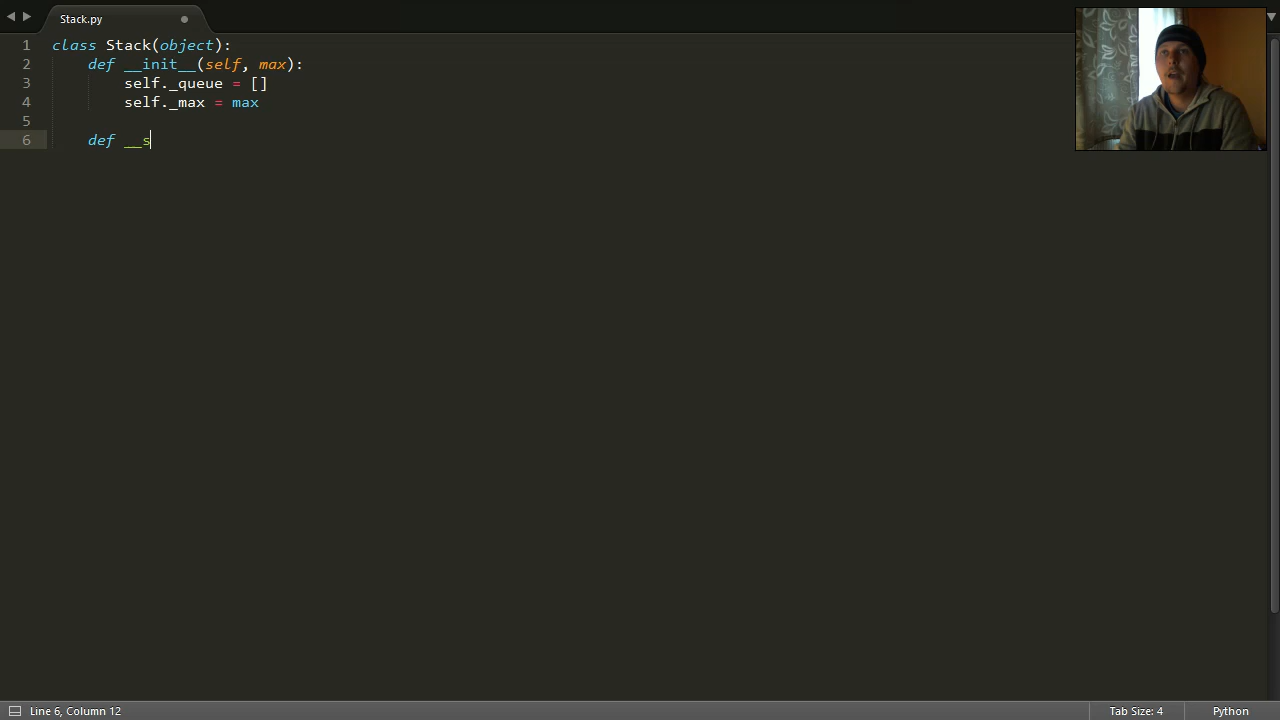 Stack.py
1 class Stack(object):
2 def __init__(self, max):
3 self._queue = []
4 self._max = max
5
6 def __s
Line 6, Column 12
Tab Size: 4
Python